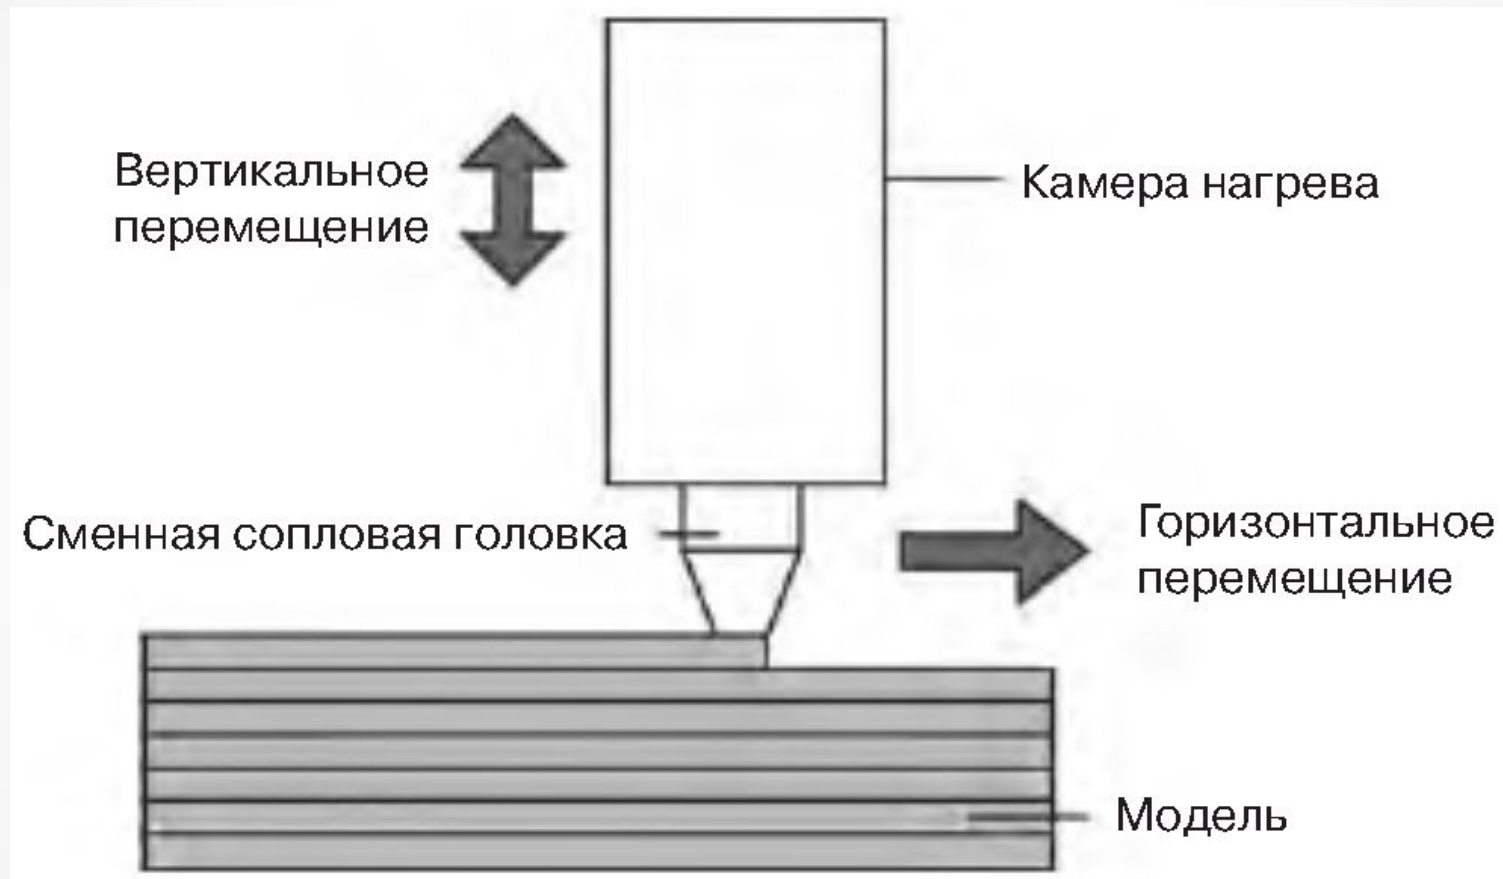 Вертикальное
перемещение
Камера нагрева
Сменная сопловая головка
Горизонтальное
перемещение
Модель